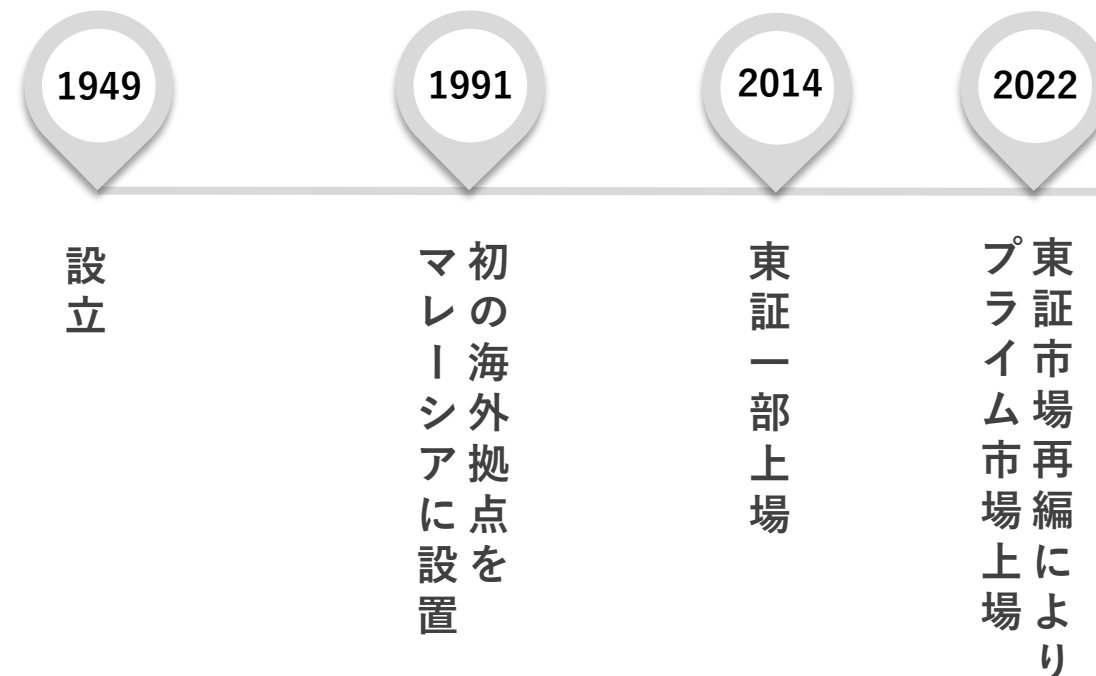 1949
設立
1991
初の海外拠点を
マレーシアに設置
2014
東証一部上場
2022
東証市場再編により
プライム市場上場